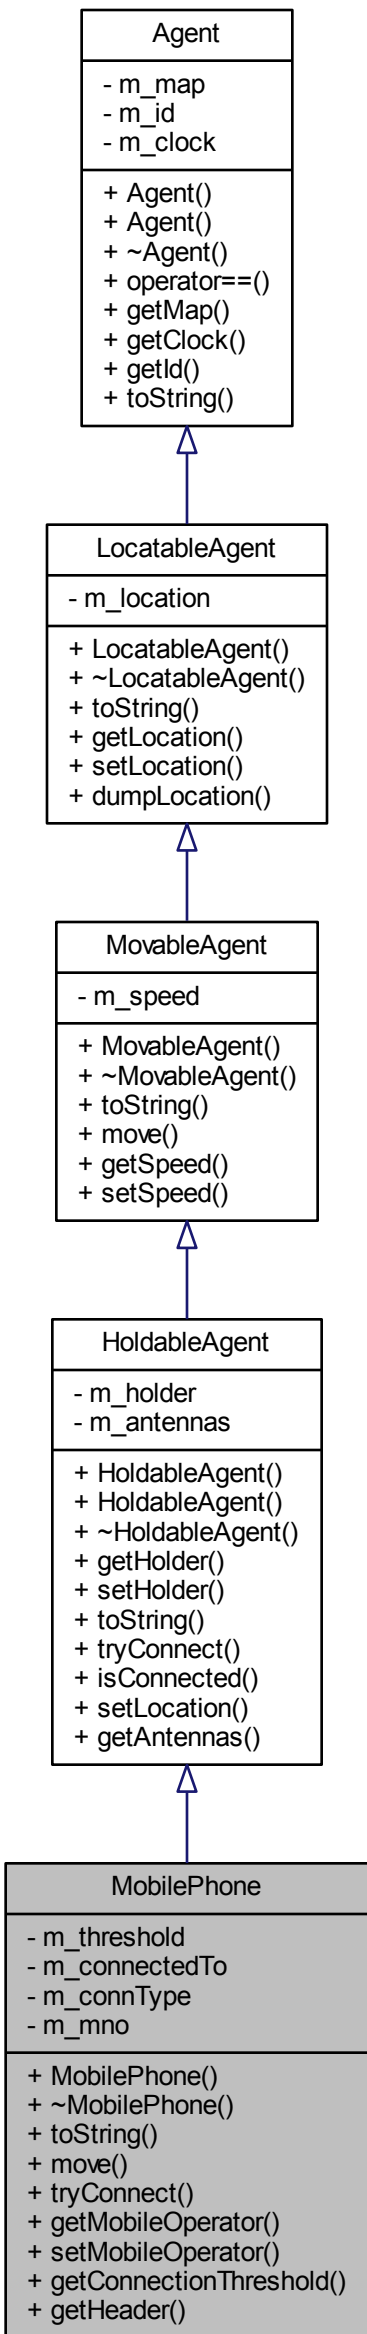 Agent
- m_map
- m_id
- m_clock
+ Agent()
+ Agent()
+ ~Agent()
+ operator==()
+ getMap()
+ getClock()
+ getId()
+ toString()
LocatableAgent
- m_location
+ LocatableAgent()
+ ~LocatableAgent()
+ toString()
+ getLocation()
+ setLocation()
+ dumpLocation()
MovableAgent
- m_speed
+ MovableAgent()
+ ~MovableAgent()
+ toString()
+ move()
+ getSpeed()
+ setSpeed()
HoldableAgent
- m_holder
- m_antennas
+ HoldableAgent()
+ HoldableAgent()
+ ~HoldableAgent()
+ getHolder()
+ setHolder()
+ toString()
+ tryConnect()
+ isConnected()
+ setLocation()
+ getAntennas()
MobilePhone
- m_threshold
- m_connectedTo
- m_connType
- m_mno
+ MobilePhone()
+ ~MobilePhone()
+ toString()
+ move()
+ tryConnect()
+ getMobileOperator()
+ setMobileOperator()
+ getConnectionThreshold()
+ getHeader()